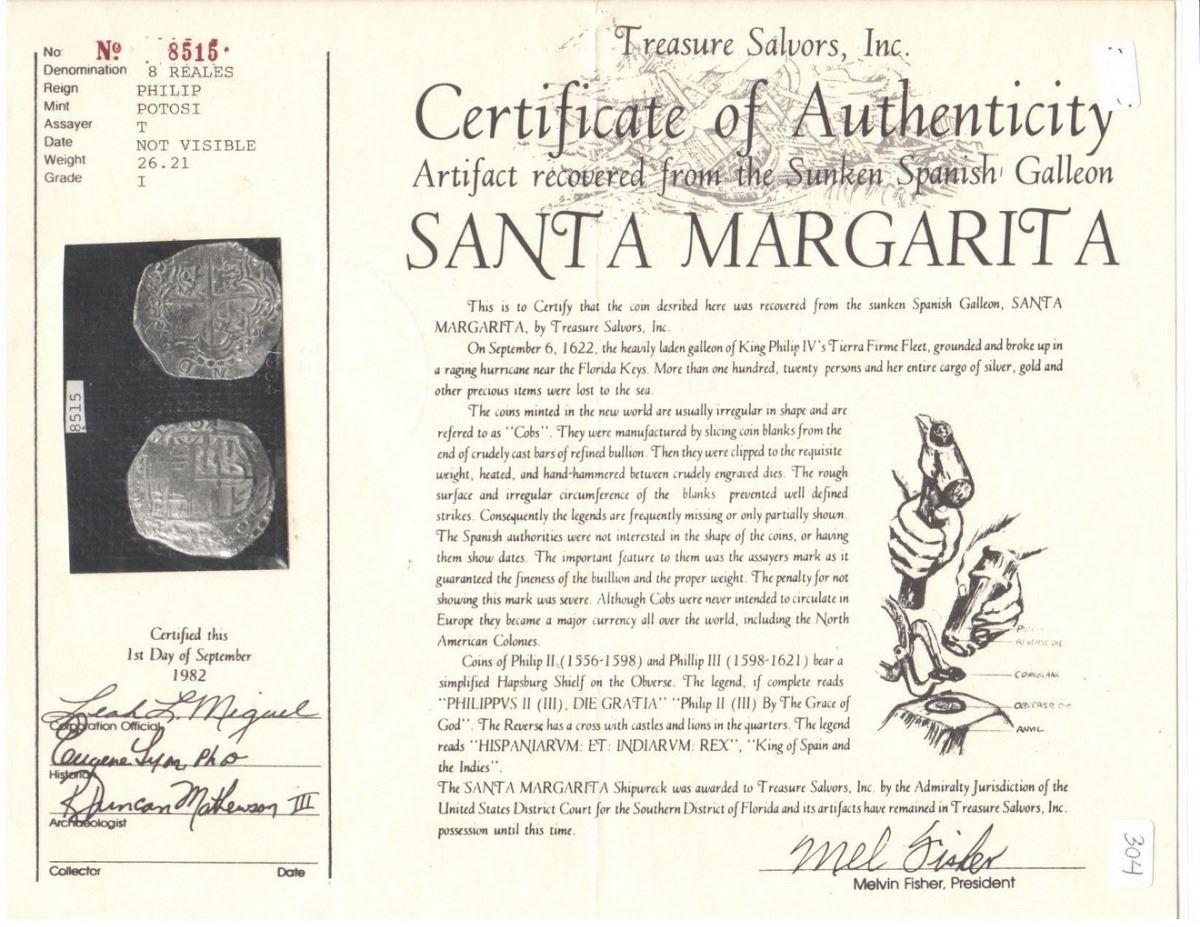 No: Nº 8515
Denomination 8 REALES
Reign PHILIP
Mint POTOSI
Assayer T
Date NOT VISIBLE
Weight 26.21
Grade I
8515
Certified this
1st Day of September
1982
Leah L. Miguel
Corporation Official
Eugene Lyon, PhD
Historian
R Duncan Mathewson III
Archaeologist
Collector Date
Treasure Salvors, Inc.
Certificate of Authenticity
Artifact recovered from the Sunken Spanish Galleon
SANTA MARGARITA
This is to Certify that the coin desribed here was recovered from the sunken Spanish Galleon, SANTA
MARGARITA, by Treasure Salvors, Inc.
On September 6, 1622, the heavily laden galleon of King Philip IV's Tierra Firme Fleet, grounded and broke up in
a raging hurricane near the Florida Keys. More than one hundred, twenty persons and her entire cargo of silver, gold and
other precious items were lost to the sea.
The coins minted in the new world are usually irregular in shape and are
refered to as "Cobs". They were manufactured by slicing coin blanks from the
end of crudely cast bars of refined bullion. Then they were clipped to the requisite
weight, heated, and hand-hammered between crudely engraved dies. The rough
surface and irregular circumference of the blanks prevented well defined
strikes. Consequently the legends are frequently missing or only partially shown.
The Spanish authorities were not interested in the shape of the coins, or having
them show dates. The important feature to them was the assayers mark as it
guaranteed the fineness of the buillion and the proper weight. The penalty for not
showing this mark was severe. Although Cobs were never intended to circulate in
Europe they became a major currency all over the world, including the North
American Colonies.
Coins of Philip II, (1556-1598) and Phillip III (1598-1621) bear a
simplified Hapsburg Shielf on the Obverse. The legend, if complete reads
"PHILIPPVS II (III), DIE GRATIA" "Philip II (III) By The Grace of
God". The Reverse has a cross with castles and lions in the quarters. The legend
reads "HISPANIARVM: ET: INDIARVM: REX", "King of Spain and
the Indies".
The SANTA MARGARITA Shipwreck was awarded to Treasure Salvors, Inc. by the Admiralty Jurisdiction of the
United States District Court for the Southern District of Florida and its artifacts have remained in Treasure Salvors, Inc.
possession until this time.
REVERSE DIE
COIN BLANK
OBVERSE DIE
ANVIL
Mel Fisher
Melvin Fisher, President
304